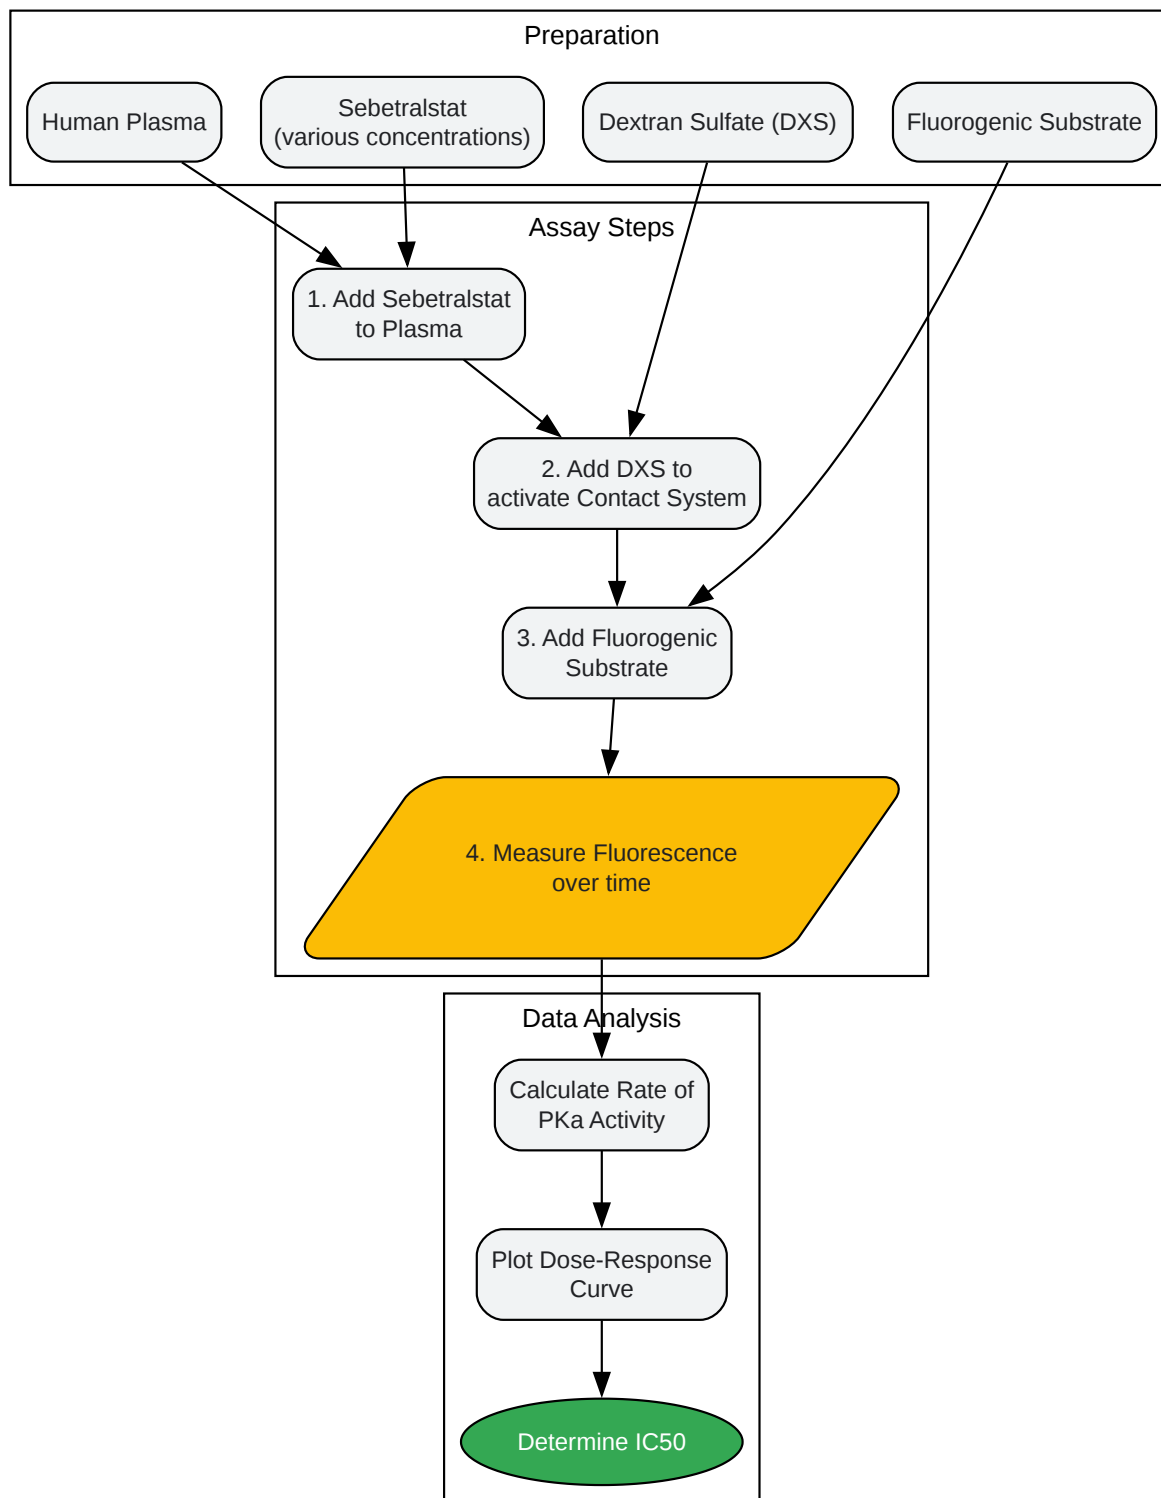 Preparation
Human Plasma
Sebetralstat
(various concentrations)
Dextran Sulfate (DXS)
Fluorogenic Substrate
Assay Steps
1. Add Sebetralstat
to Plasma
2. Add DXS to
activate Contact System
3. Add Fluorogenic
Substrate
4. Measure Fluorescence
over time
Data Analysis
Calculate Rate of
PKa Activity
Plot Dose-Response
Curve
Determine IC50